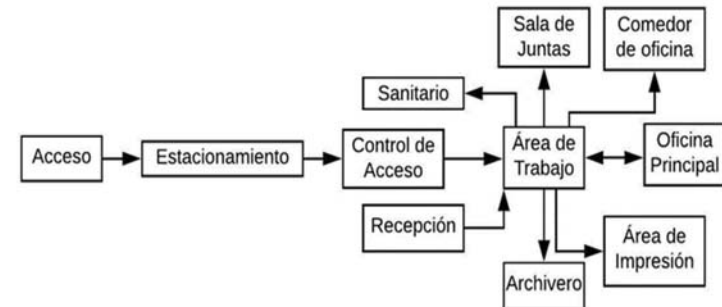 Sala de
Juntas
Comedor
de oficina
Sanitario
Acceso
Estacionamiento
Control de
Acceso
Área de
Trabajo
Oficina
Principal
Recepción
Área de
Impresión
Archivero